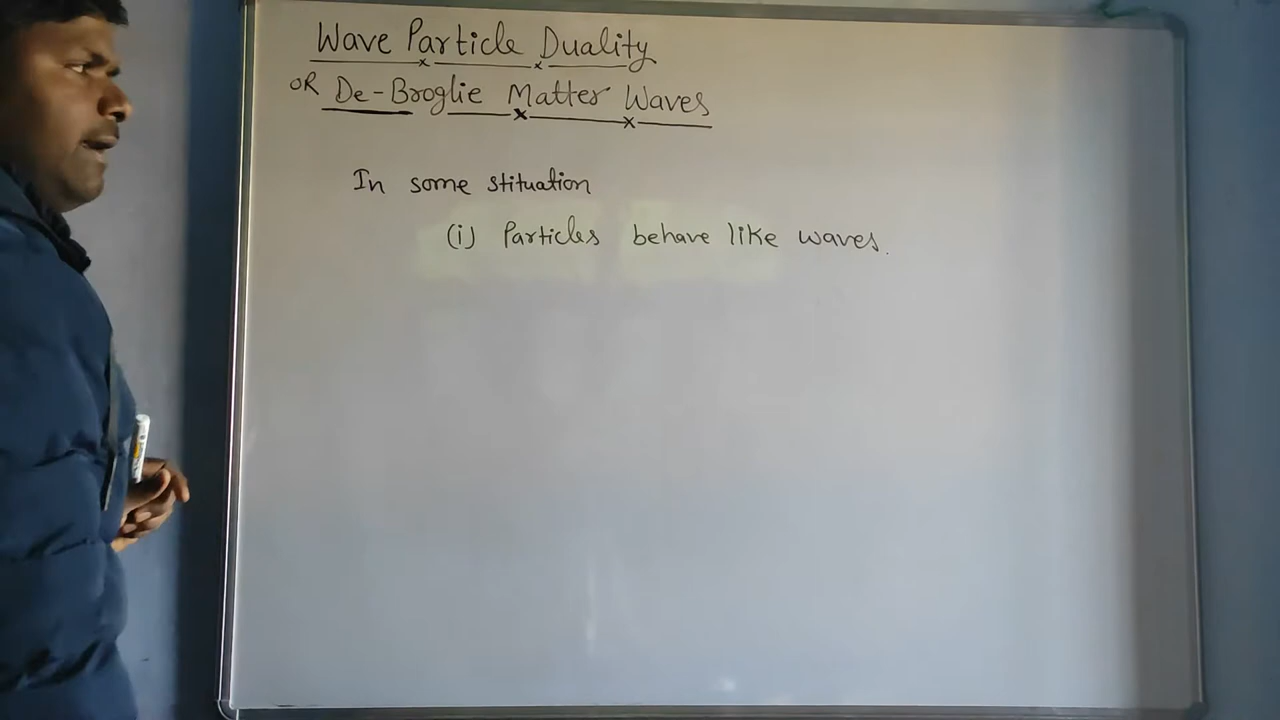 Wave Particle Duality
OR De-Broglie Matter Waves
In some stituation
(i) Particles behave like waves.